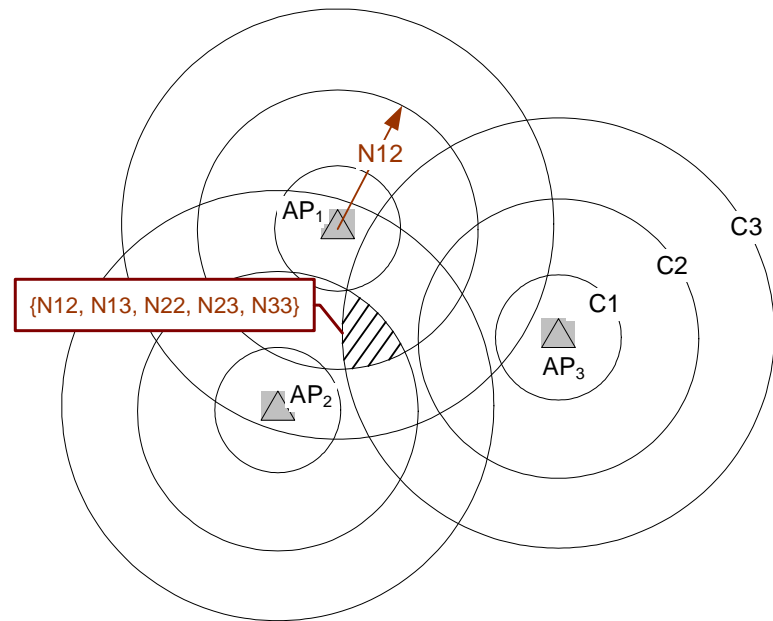 N12
AP₁
C3
C2
{N12, N13, N22, N23, N33}
C1
AP₃
AP₂